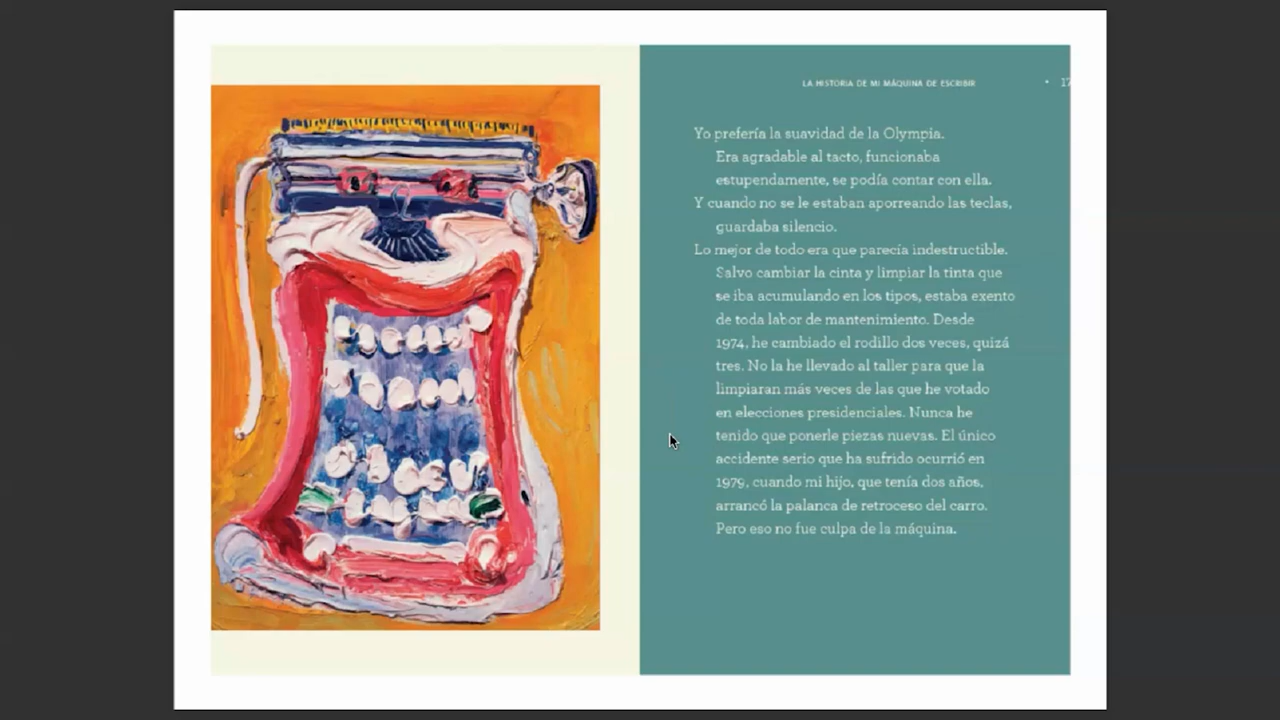 LA HISTORIA DE MI MÁQUINA DE ESCRIBIR • 17
Yo prefería la suavidad de la Olympia.
Era agradable al tacto, funcionaba
estupendamente, se podía contar con ella.
Y cuando no se le estaban aporreando las teclas,
guardaba silencio.
Lo mejor de todo era que parecía indestructible.
Salvo cambiar la cinta y limpiar la tinta que
se iba acumulando en los tipos, estaba exento
de toda labor de mantenimiento. Desde
1974, he cambiado el rodillo dos veces, quizá
tres. No la he llevado al taller para que la
limpiaran más veces de las que he votado
en elecciones presidenciales. Nunca he
tenido que ponerle piezas nuevas. El único
accidente serio que ha sufrido ocurrió en
1979, cuando mi hijo, que tenía dos años,
arrancó la palanca de retroceso del carro.
Pero eso no fue culpa de la máquina.